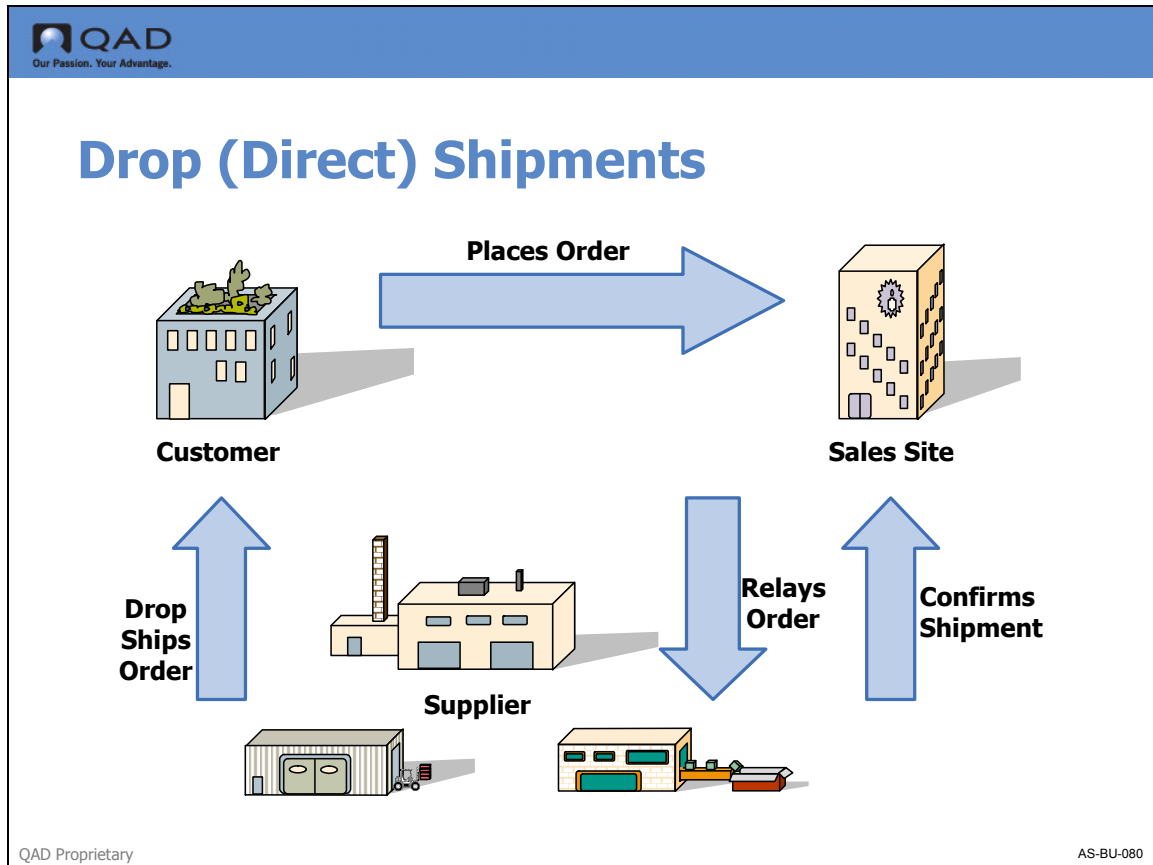 QAD
Our Passion. Your Advantage.
Drop (Direct) Shipments
Places Order
Customer
Sales Site
Drop
Ships
Order
Relays
Order
Confirms
Shipment
Supplier
QAD Proprietary
AS-BU-080